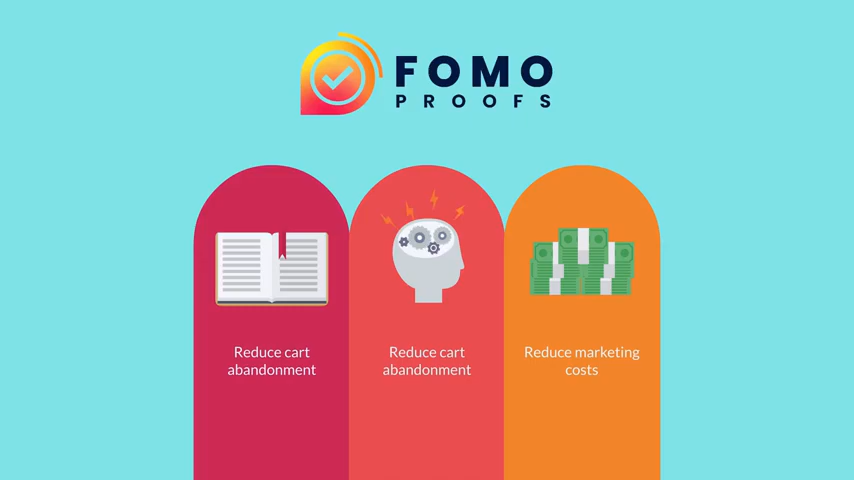 FOMO
PROOFS
Reduce cart
abandonment
Reduce cart
abandonment
Reduce marketing
costs